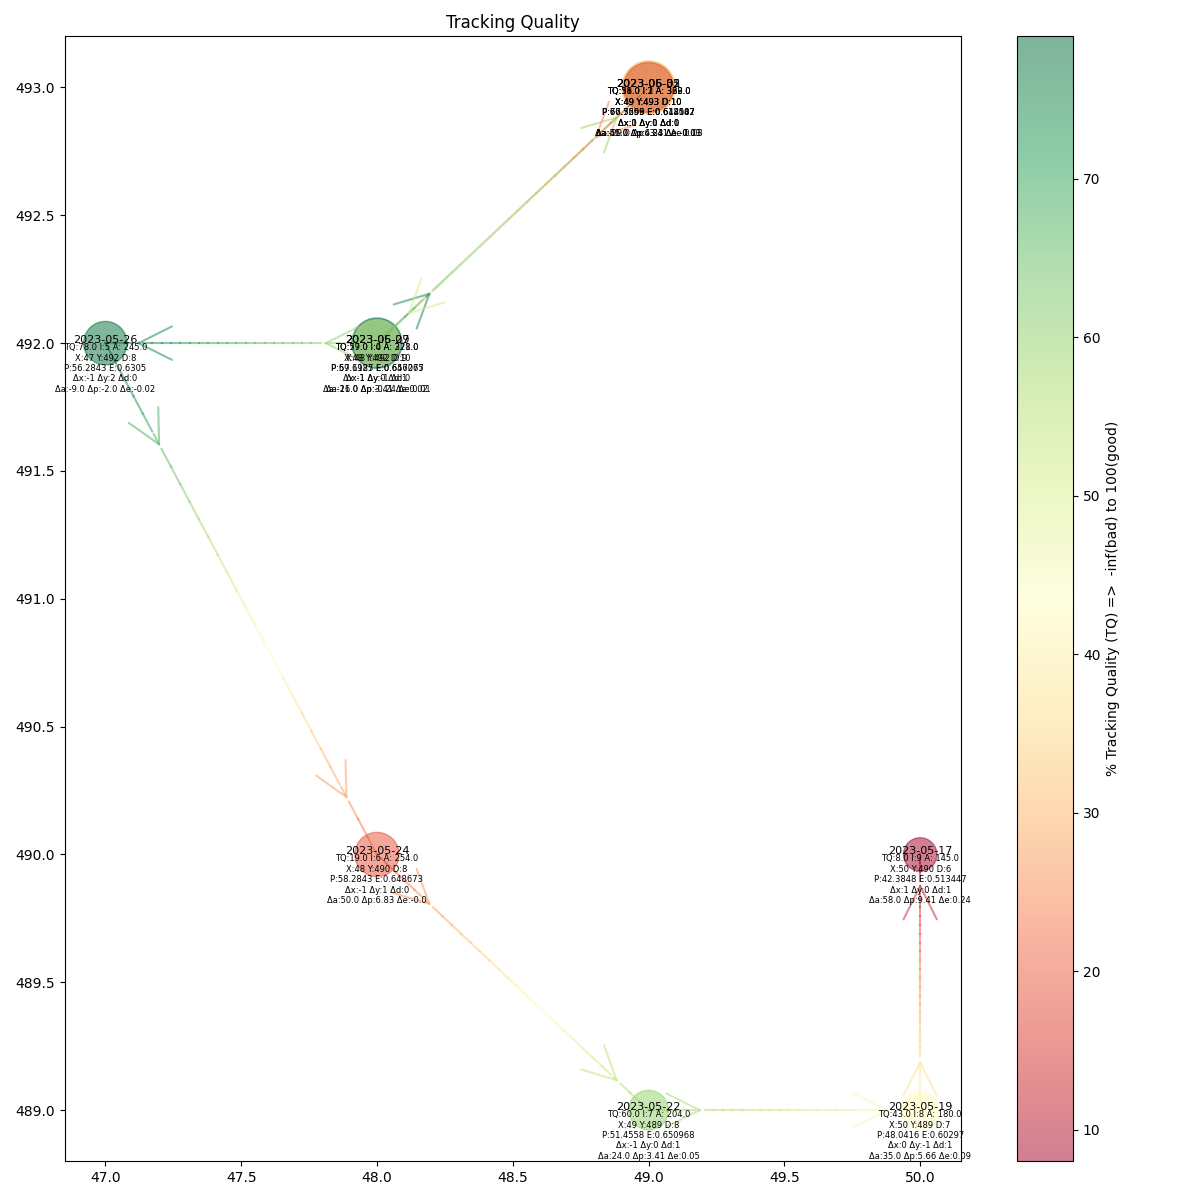 Tracking Quality
493.0
492.5
492.0
491.5
491.0
490.5
490.0
489.5
489.0
2023-05-26
TQ:78.0 I:5 A: 245.0
X:47 Y:492 D:8
P:56.2843 E:0.6305
Δx:-1 Δy:2 Δd:0
Δa:-9.0 Δp:-2.0 Δe:-0.02
2023-05-24
TQ:19.0 I:6 A: 254.0
X:48 Y:490 D:8
P:58.2843 E:0.648673
Δx:-1 Δy:1 Δd:0
Δa:50.0 Δp:6.83 Δe:-0.0
2023-05-17
TQ:8.0 I:9 A: 145.0
X:50 Y:490 D:6
P:42.3848 E:0.513447
Δx:1 Δy:0 Δd:1
Δa:58.0 Δp:9.41 Δe:0.24
2023-05-22
TQ:60.0 I:7 A: 204.0
X:49 Y:489 D:8
P:51.4558 E:0.650968
Δx:-1 Δy:0 Δd:1
Δa:24.0 Δp:3.41 Δe:0.05
2023-05-19
TQ:43.0 I:8 A: 180.0
X:50 Y:489 D:7
P:48.0416 E:0.60297
Δx:0 Δy:-1 Δd:1
Δa:35.0 Δp:5.66 Δe:0.09
47.0 47.5 48.0 48.5 49.0 49.5 50.0
70
60
50
40
30
20
10
% Tracking Quality (TQ) => -inf(bad) to 100(good)